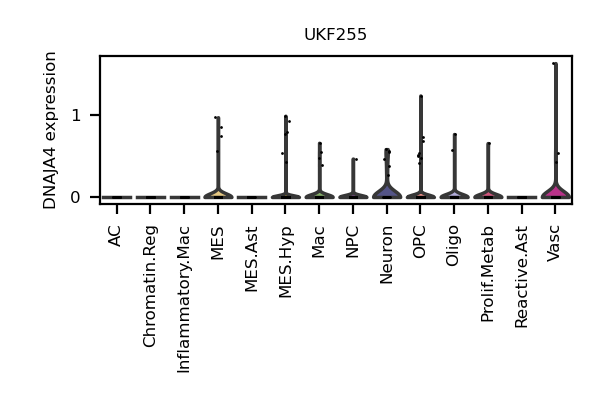 UKF255
DNAJA4 expression
1
0
AC
Chromatin.Reg
Inflammatory.Mac
MES
MES.Ast
MES.Hyp
Mac
NPC
Neuron
OPC
Oligo
Prolif.Metab
Reactive.Ast
Vasc